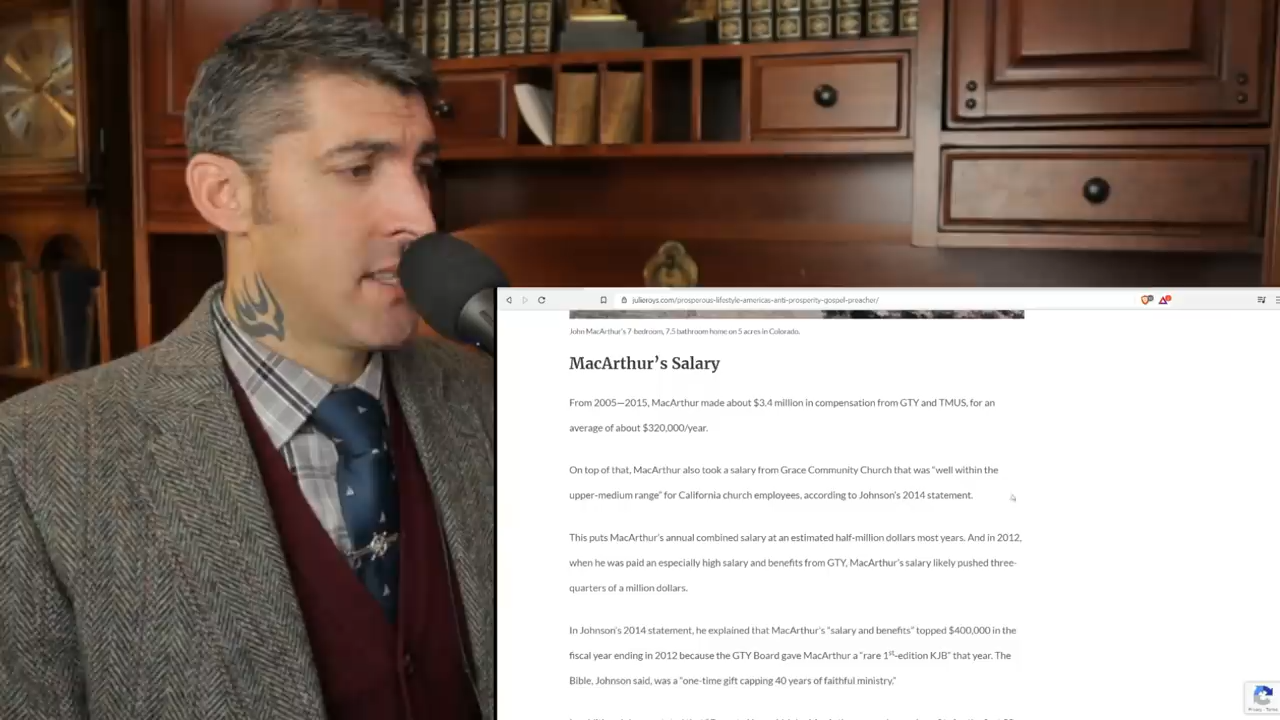 julieroys.com/prosperous-lifestyle-americas-anti-prosperity-gospel-preacher/
John MacArthur's 7-bedroom, 7.5 bathroom home on 5 acres in Colorado.
MacArthur's Salary
From 2005—2015, MacArthur made about $3.4 million in compensation from GTY and TMUS, for an
average of about $320,000/year.
On top of that, MacArthur also took a salary from Grace Community Church that was "well within the
upper-medium range" for California church employees, according to Johnson's 2014 statement.
This puts MacArthur's annual combined salary at an estimated half-million dollars most years. And in 2012,
when he was paid an especially high salary and benefits from GTY, MacArthur's salary likely pushed three-
quarters of a million dollars.
In Johnson's 2014 statement, he explained that MacArthur's "salary and benefits" topped $400,000 in the
fiscal year ending in 2012 because the GTY Board gave MacArthur a "rare 1st-edition KJB" that year. The
Bible, Johnson said, was a "one-time gift capping 40 years of faithful ministry."
Privacy - Terms